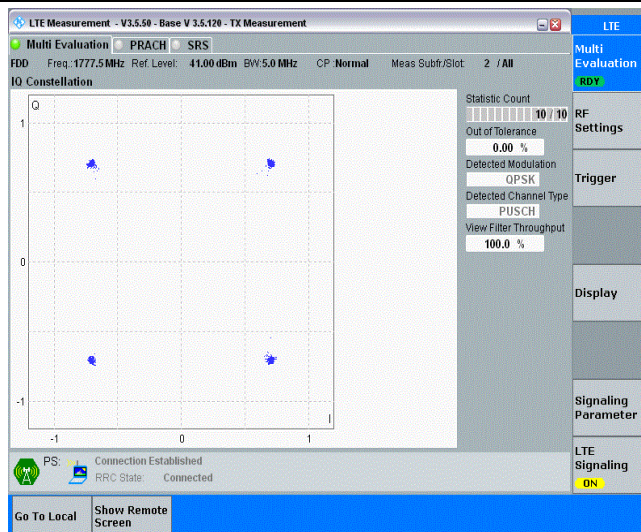 LTE Measurement - V3.5.50 - Base V 3.5.120 - TX Measurement
LTE
Multi Evaluation PRACH SRS
FDD Freq.:1777.5 MHz Ref. Level: 41.00 dBm BW:5.0 MHz CP :Normal Meas Subfr./Slot: 2 / All
IQ Constellation
Q
1
0
-1
-1 0 1
I
Statistic Count
10 / 10
Out of Tolerance
0.00 %
Detected Modulation
QPSK
Detected Channel Type
PUSCH
View Filter Throughput
100.0 %
Multi
Evaluation
RDY
RF
Settings
Trigger
Display
Signaling
Parameter
LTE
Signaling
ON
PS: Connection Established
RRC State: Connected
Go To Local
Show Remote
Screen